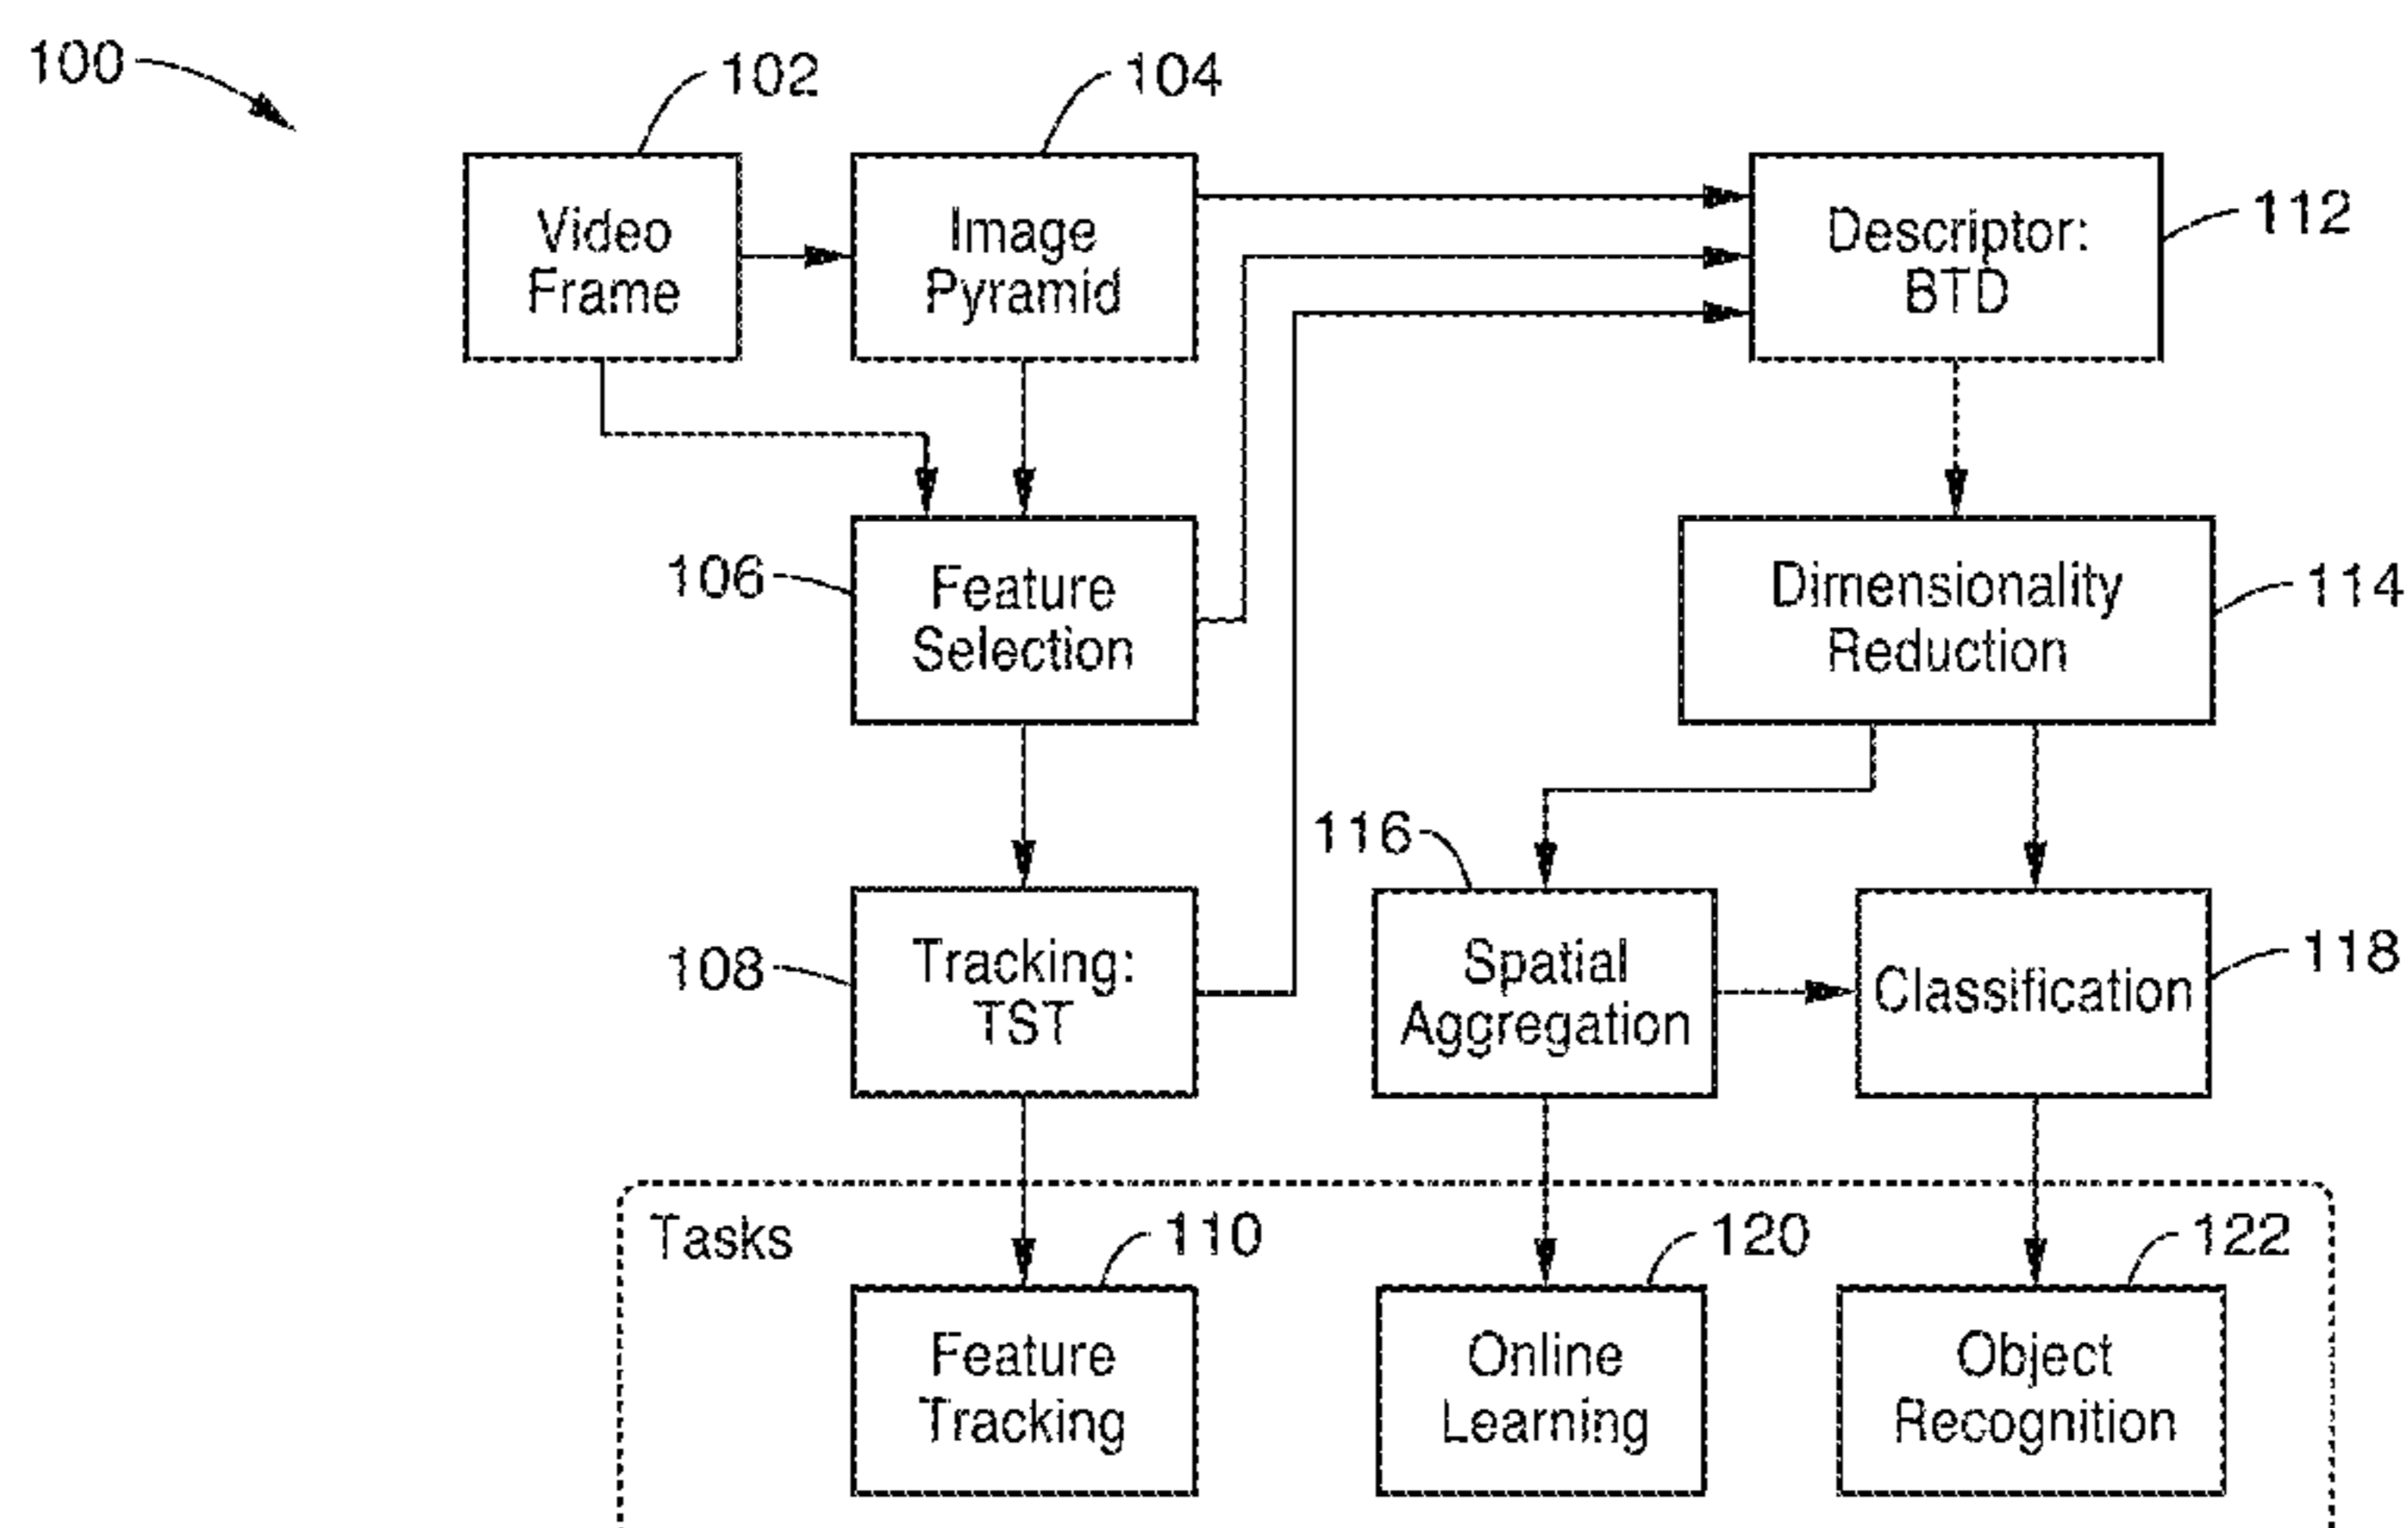 100
102
104
Video
Frame
Image
Pyramid
Descriptor:
BTD
112
106
Feature
Selection
Dimensionality
Reduction
114
108
Tracking:
TST
116
Spatial
Aggregation
Classification
118
Tasks
110
120
122
Feature
Tracking
Online
Learning
Object
Recognition